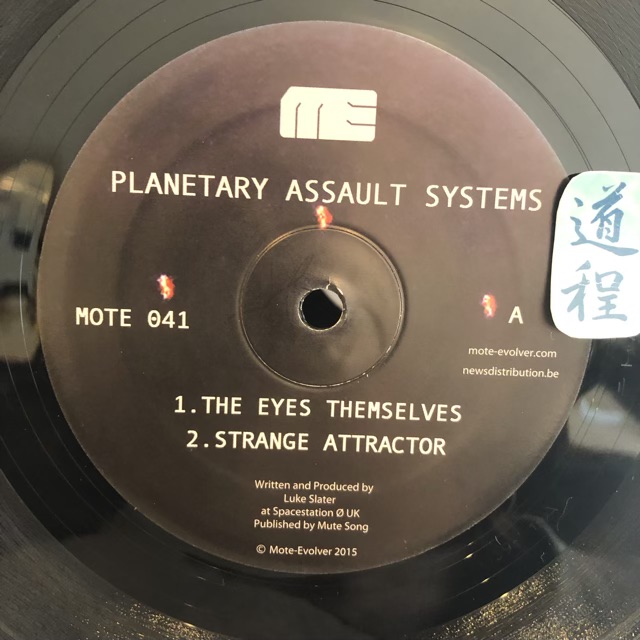 ME
PLANETARY ASSAULT SYSTEMS
道程
MOTE 041
A
mote-evolver.com
newsdistribution.be
1.THE EYES THEMSELVES
2.STRANGE ATTRACTOR
Written and Produced by
Luke Slater
at Spacestation Ø UK
Published by Mute Song
© Mote-Evolver 2015